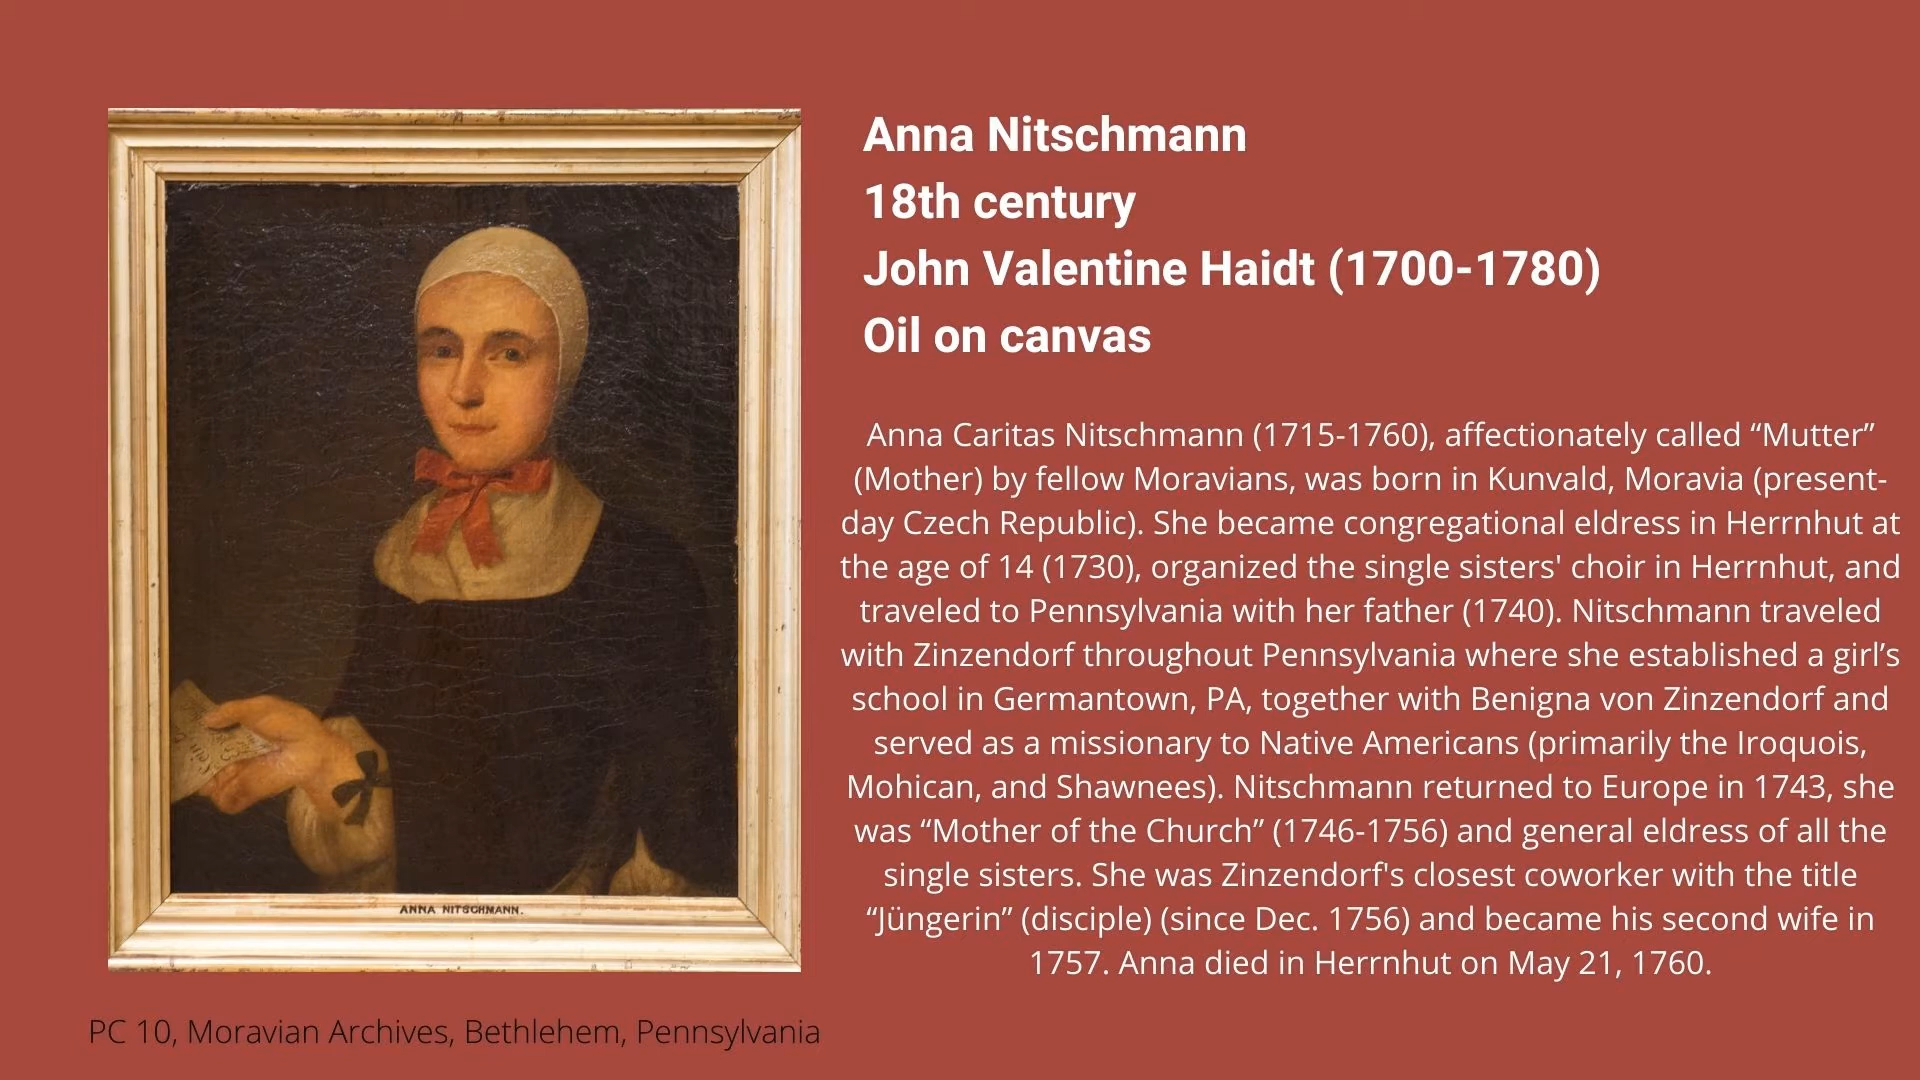 Anna Nitschmann
18th century
John Valentine Haidt (1700-1780)
Oil on canvas
Anna Caritas Nitschmann (1715-1760), affectionately called “Mutter”
(Mother) by fellow Moravians, was born in Kunvald, Moravia (present-
day Czech Republic). She became congregational eldress in Herrnhut at
the age of 14 (1730), organized the single sisters' choir in Herrnhut, and
traveled to Pennsylvania with her father (1740). Nitschmann traveled
with Zinzendorf throughout Pennsylvania where she established a girl’s
school in Germantown, PA, together with Benigna von Zinzendorf and
served as a missionary to Native Americans (primarily the Iroquois,
Mohican, and Shawnees). Nitschmann returned to Europe in 1743, she
was “Mother of the Church” (1746-1756) and general eldress of all the
single sisters. She was Zinzendorf's closest coworker with the title
“Jüngerin” (disciple) (since Dec. 1756) and became his second wife in
1757. Anna died in Herrnhut on May 21, 1760.
ANNA NITSCHMANN.
PC 10, Moravian Archives, Bethlehem, Pennsylvania